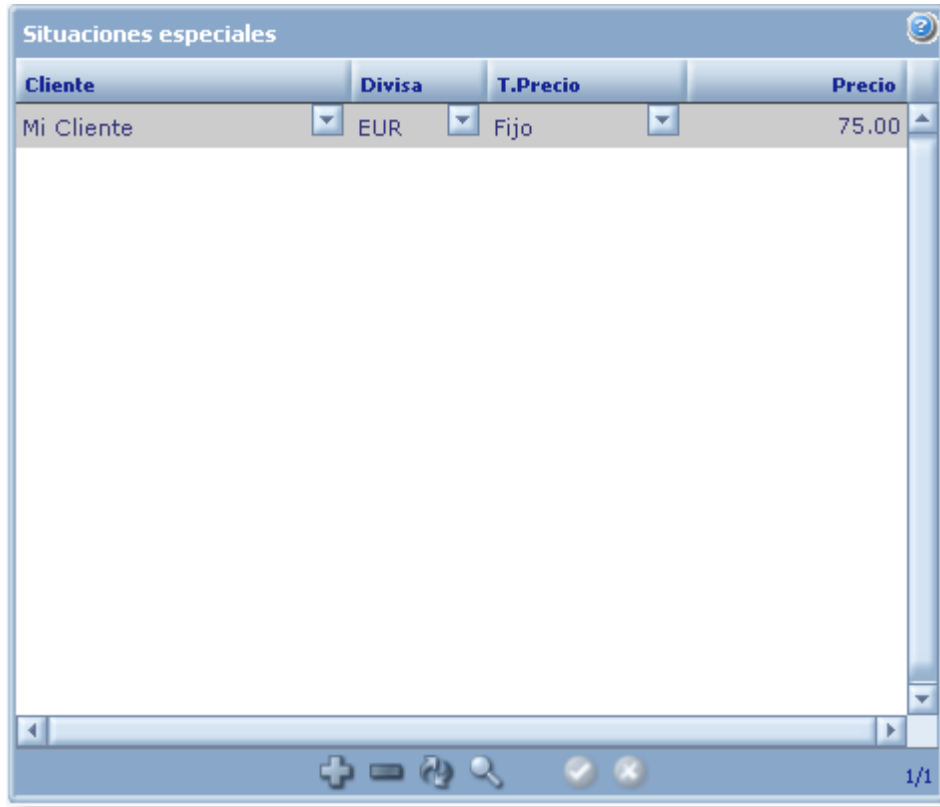 Situaciones especiales
?
Cliente Divisa T.Precio Precio
Mi Cliente EUR Fijo 75.00
1/1